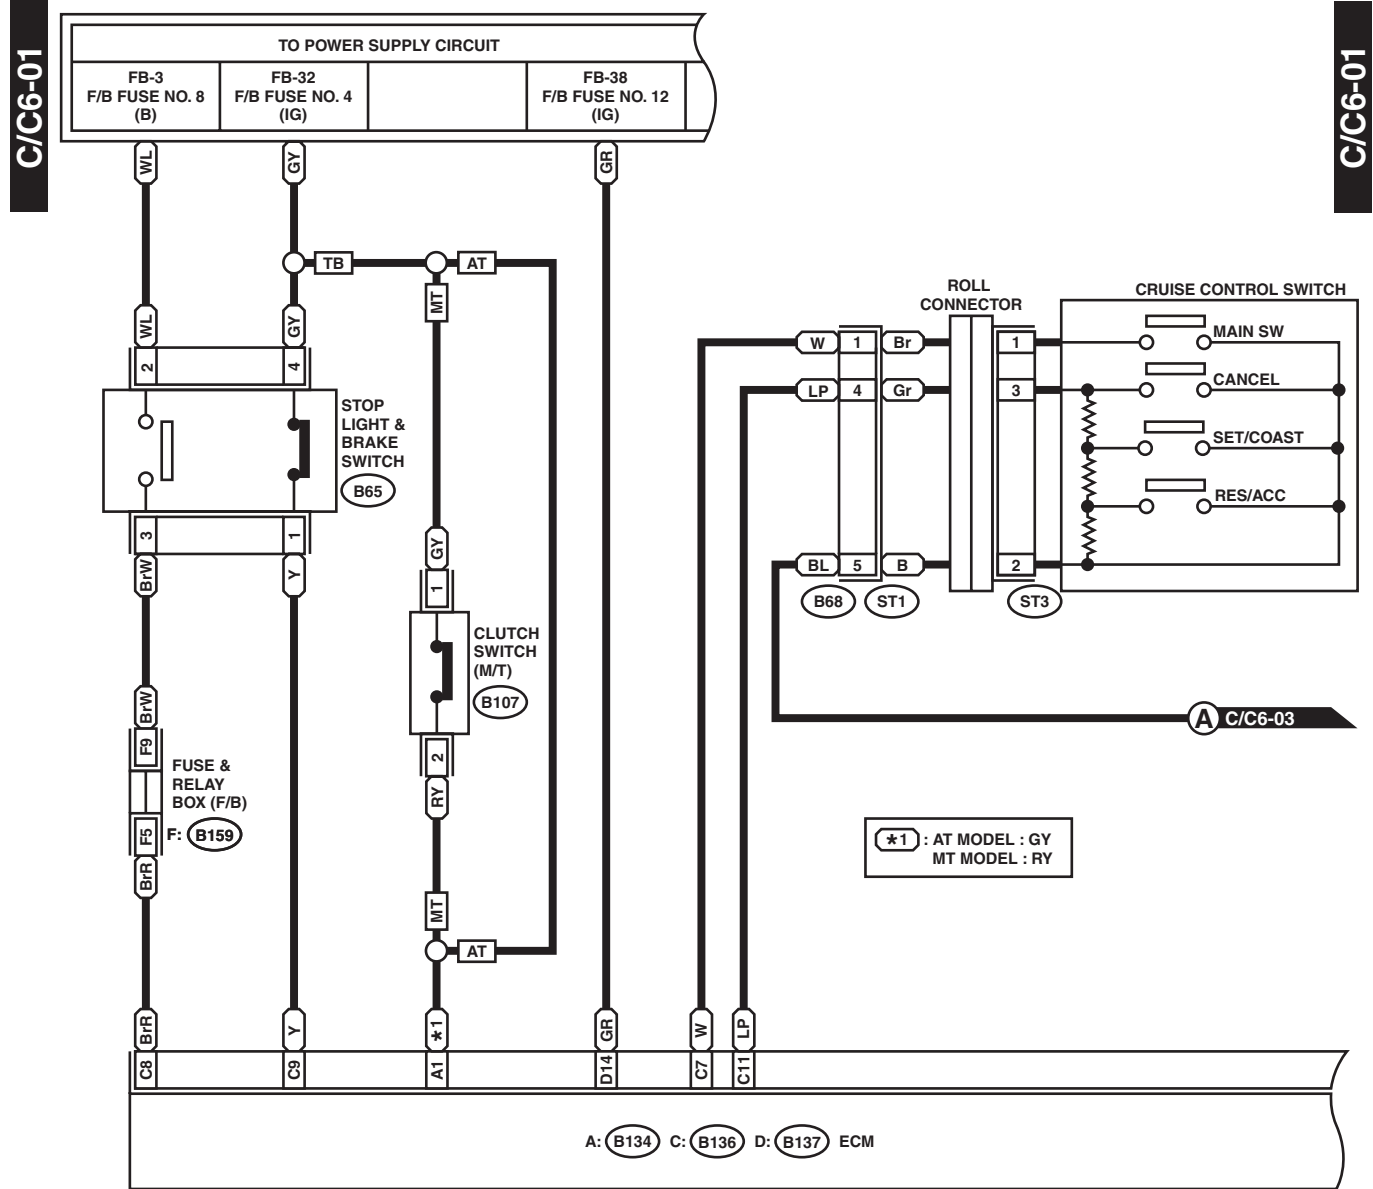 C/C6-01
C/C6-01
TO POWER SUPPLY CIRCUIT
FB-3
F/B FUSE NO. 8
(B)
FB-32
F/B FUSE NO. 4
(IG)
FB-38
F/B FUSE NO. 12
(IG)
WL
GY
GR
TB
AT
MT
WL
GY
2
4
STOP
LIGHT &
BRAKE
SWITCH
B65
3
1
BrW
Y
GY
1
CLUTCH
SWITCH
(M/T)
B107
2
RY
BrW
F9
FUSE &
RELAY
BOX (F/B)
F5
F: B159
BrR
MT
AT
ROLL
CONNECTOR
CRUISE CONTROL SWITCH
W 1 Br 1
MAIN SW
LP 4 Gr 3
CANCEL
SET/COAST
RES/ACC
BL 5 B 2
B68 ST1 ST3
A C/C6-03
*1 : AT MODEL : GY
MT MODEL : RY
BrR
Y
*1
GR
W
LP
C8
C9
A1
D14
C7
C11
A: B134 C: B136 D: B137 ECM